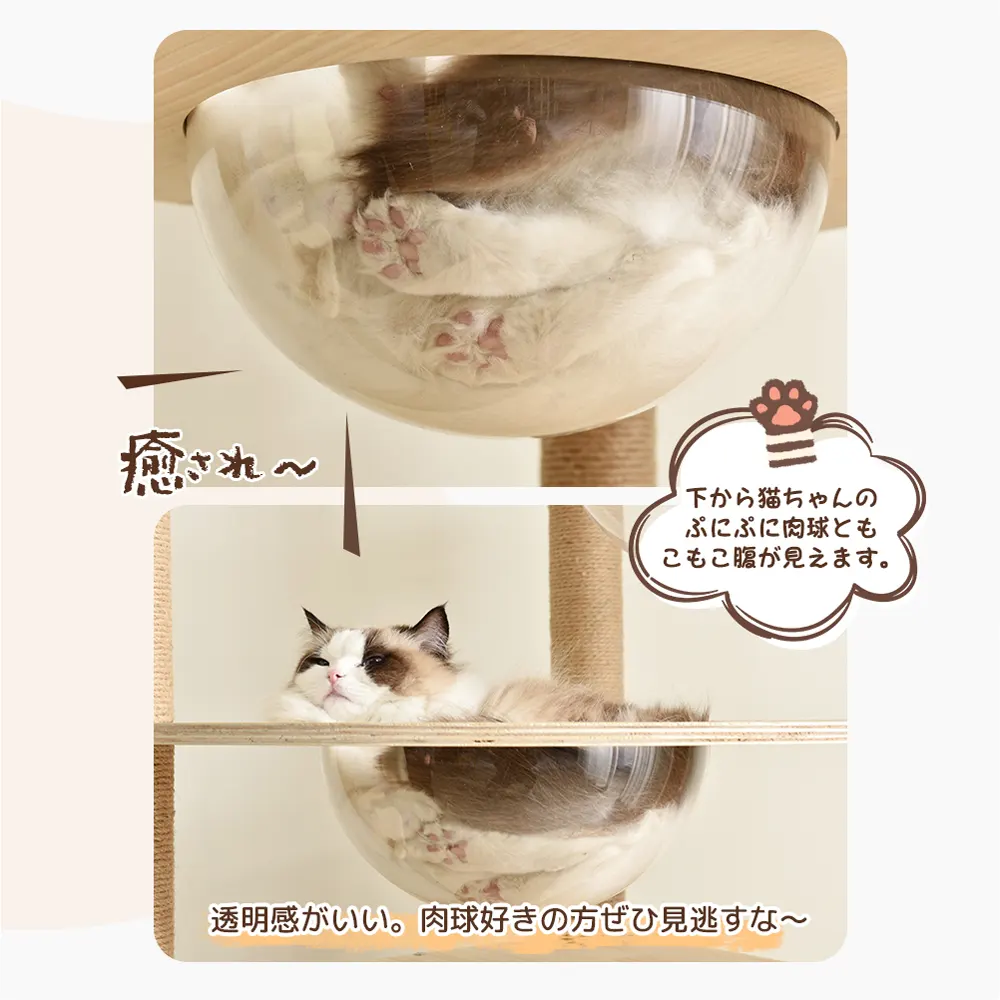 癒され～
下から猫ちゃんの
ぷにぷに肉球とも
こもこ腹が見えます。
透明感がいい。肉球好きの方ぜひ見逃すな～